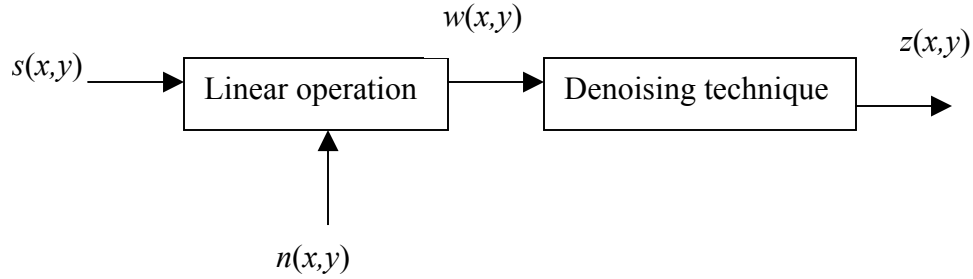 w(x,y)
z(x,y)
s(x,y)
Linear operation
Denoising technique
n(x,y)